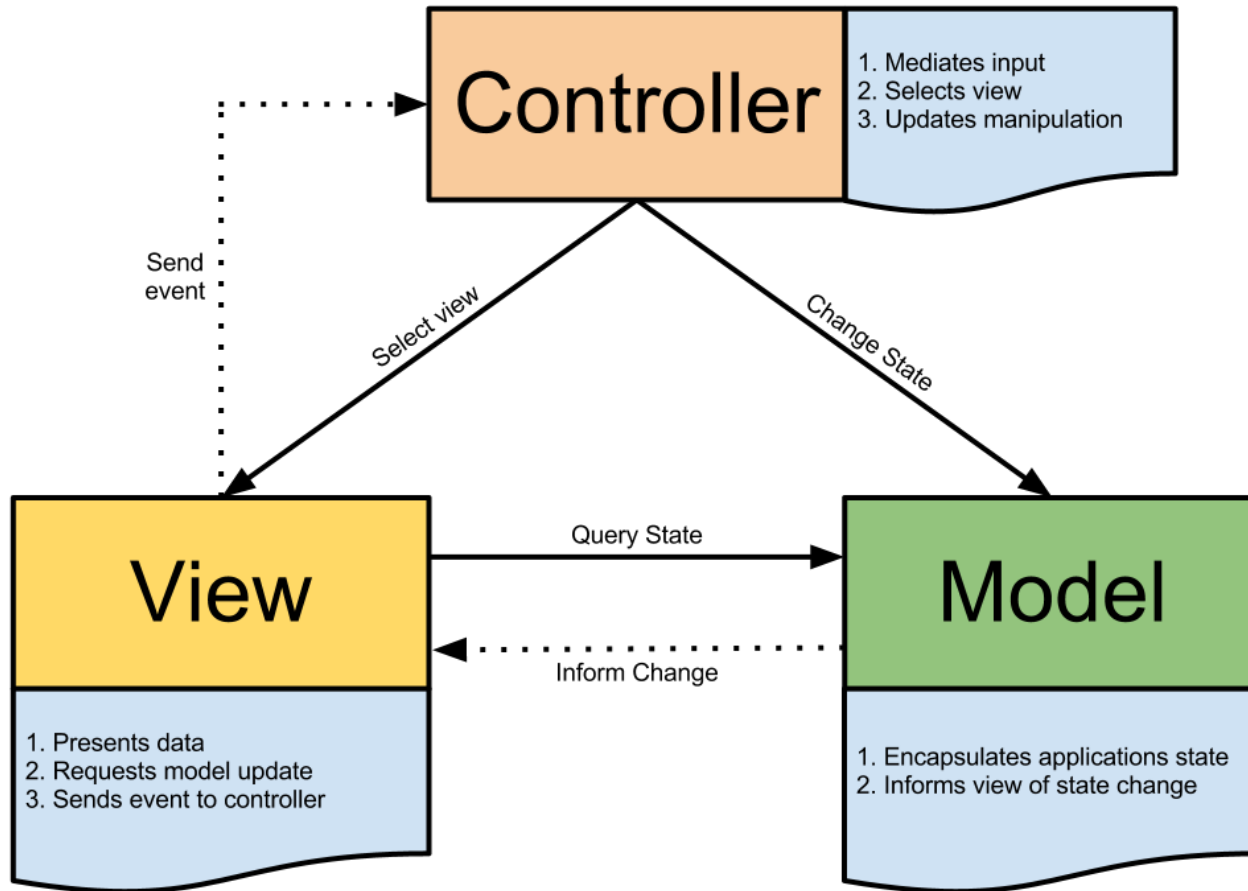 Controller
1. Mediates input
2. Selects view
3. Updates manipulation
Send
event
Select view
Change State
View
Query State
Model
Inform Change
1. Presents data
2. Requests model update
3. Sends event to controller
1. Encapsulates applications state
2. Informs view of state change